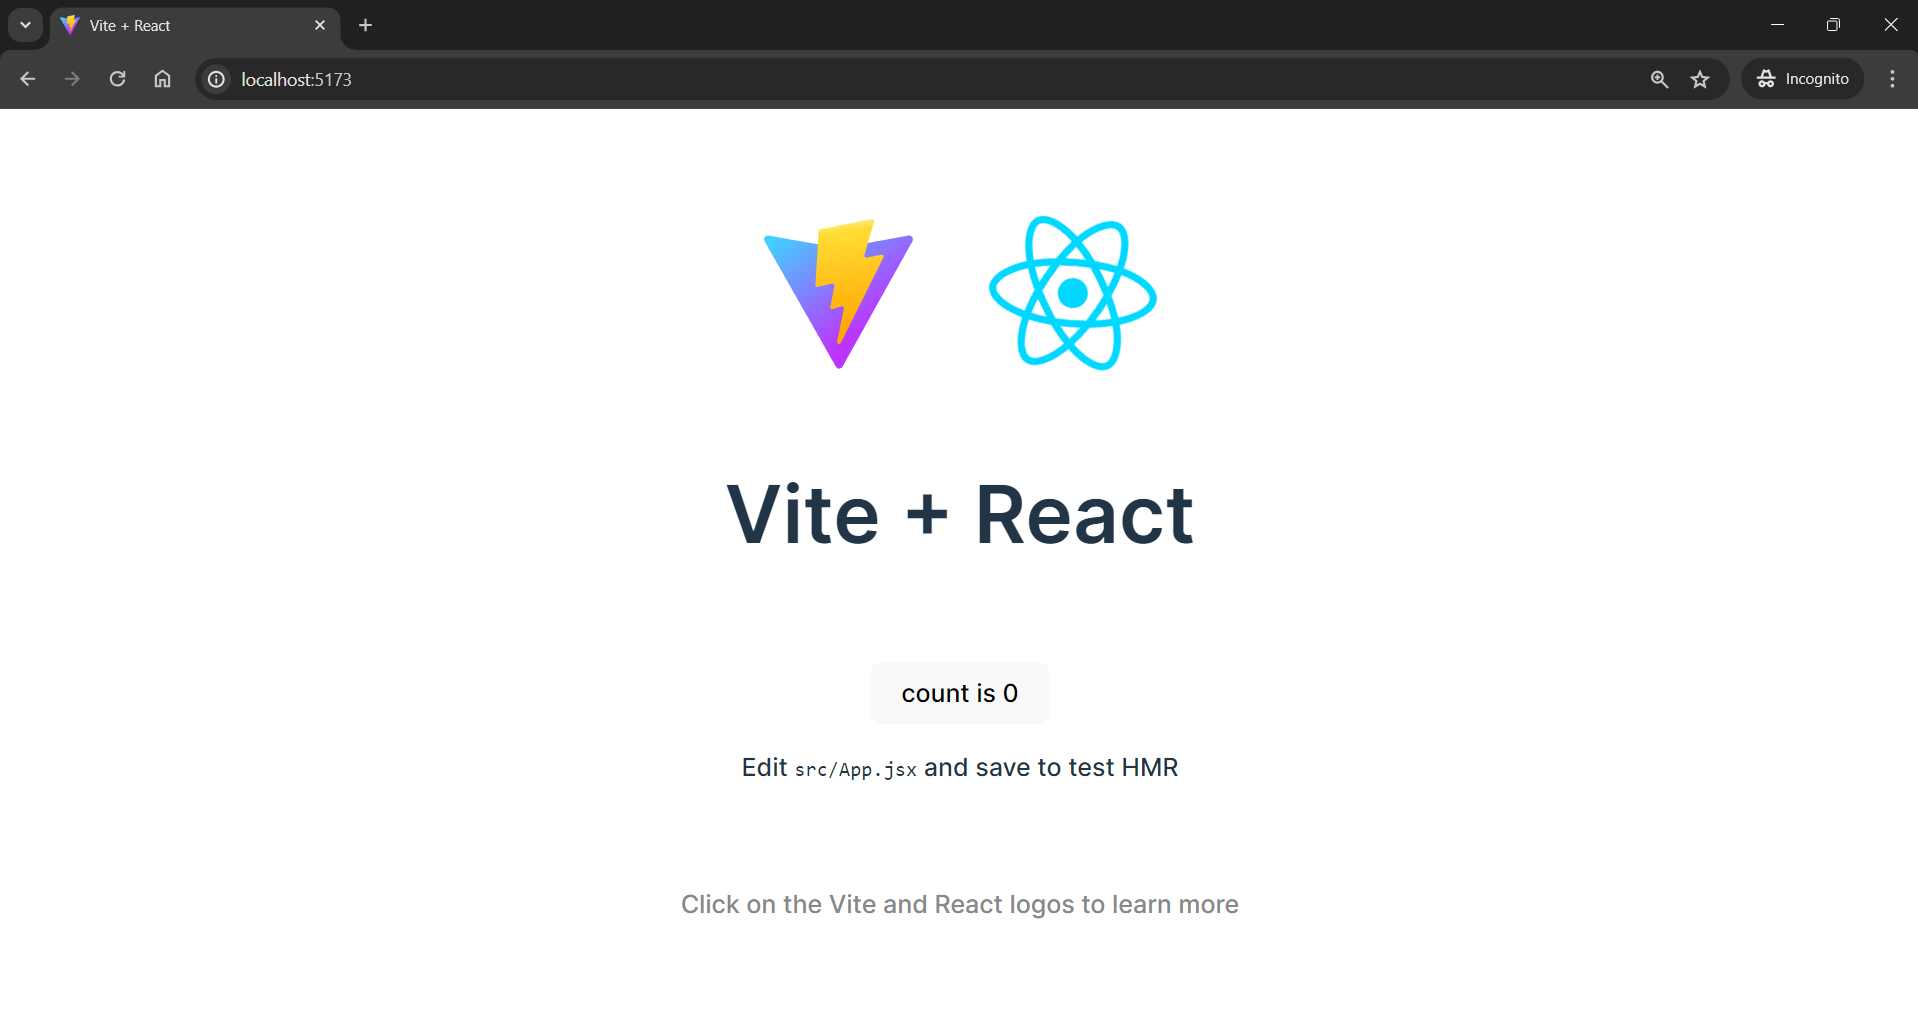 Vite + React
localhost:5173
Incognito
Vite + React
count is 0
Edit src/App.jsx and save to test HMR
Click on the Vite and React logos to learn more